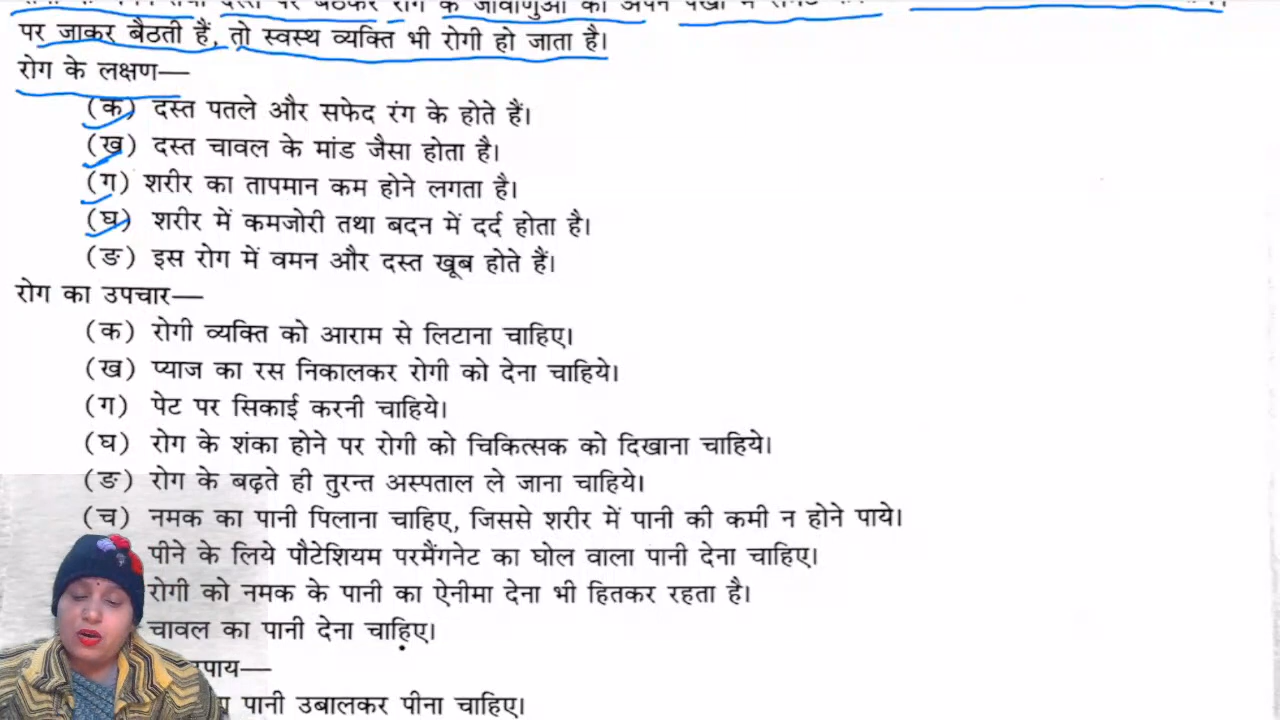 पर जाकर बैठती हैं, तो स्वस्थ व्यक्ति भी रोगी हो जाता है।
रोग के लक्षण—
(क) दस्त पतले और सफेद रंग के होते हैं।
(ख) दस्त चावल के मांड जैसा होता है।
(ग) शरीर का तापमान कम होने लगता है।
(घ) शरीर में कमजोरी तथा बदन में दर्द होता है।
(ङ) इस रोग में वमन और दस्त खूब होते हैं।
रोग का उपचार—
(क) रोगी व्यक्ति को आराम से लिटाना चाहिए।
(ख) प्याज का रस निकालकर रोगी को देना चाहिये।
(ग) पेट पर सिकाई करनी चाहिये।
(घ) रोग के शंका होने पर रोगी को चिकित्सक को दिखाना चाहिये।
(ङ) रोग के बढ़ते ही तुरन्त अस्पताल ले जाना चाहिये।
(च) नमक का पानी पिलाना चाहिए, जिससे शरीर में पानी की कमी न होने पाये।
पीने के लिये पौटेशियम परमैंगनेट का घोल वाला पानी देना चाहिए।
रोगी को नमक के पानी का ऐनीमा देना भी हितकर रहता है।
चावल का पानी देना चाहिए।
पानी उबालकर पीना चाहिए।